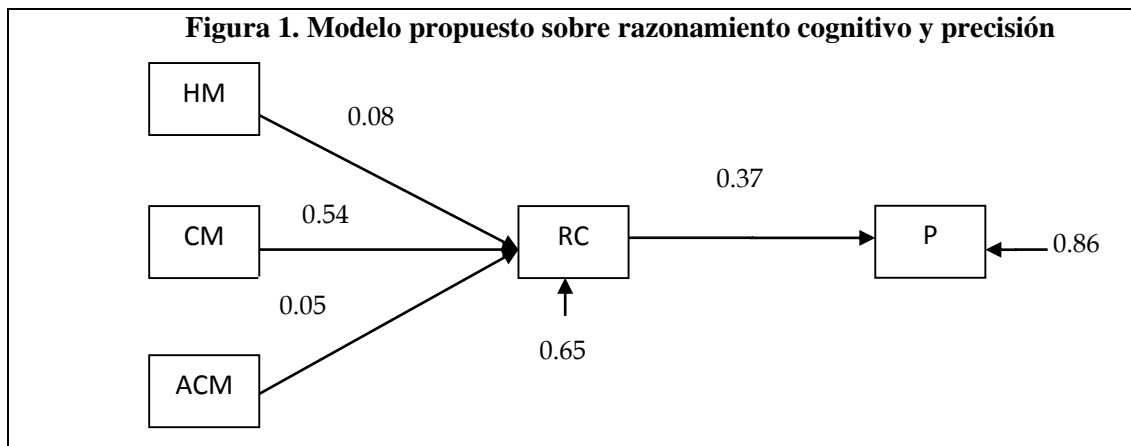 Figura 1. Modelo propuesto sobre razonamiento cognitivo y precisión
HM
0.08
0.37
CM
0.54
RC
P
0.86
0.05
0.65
ACM